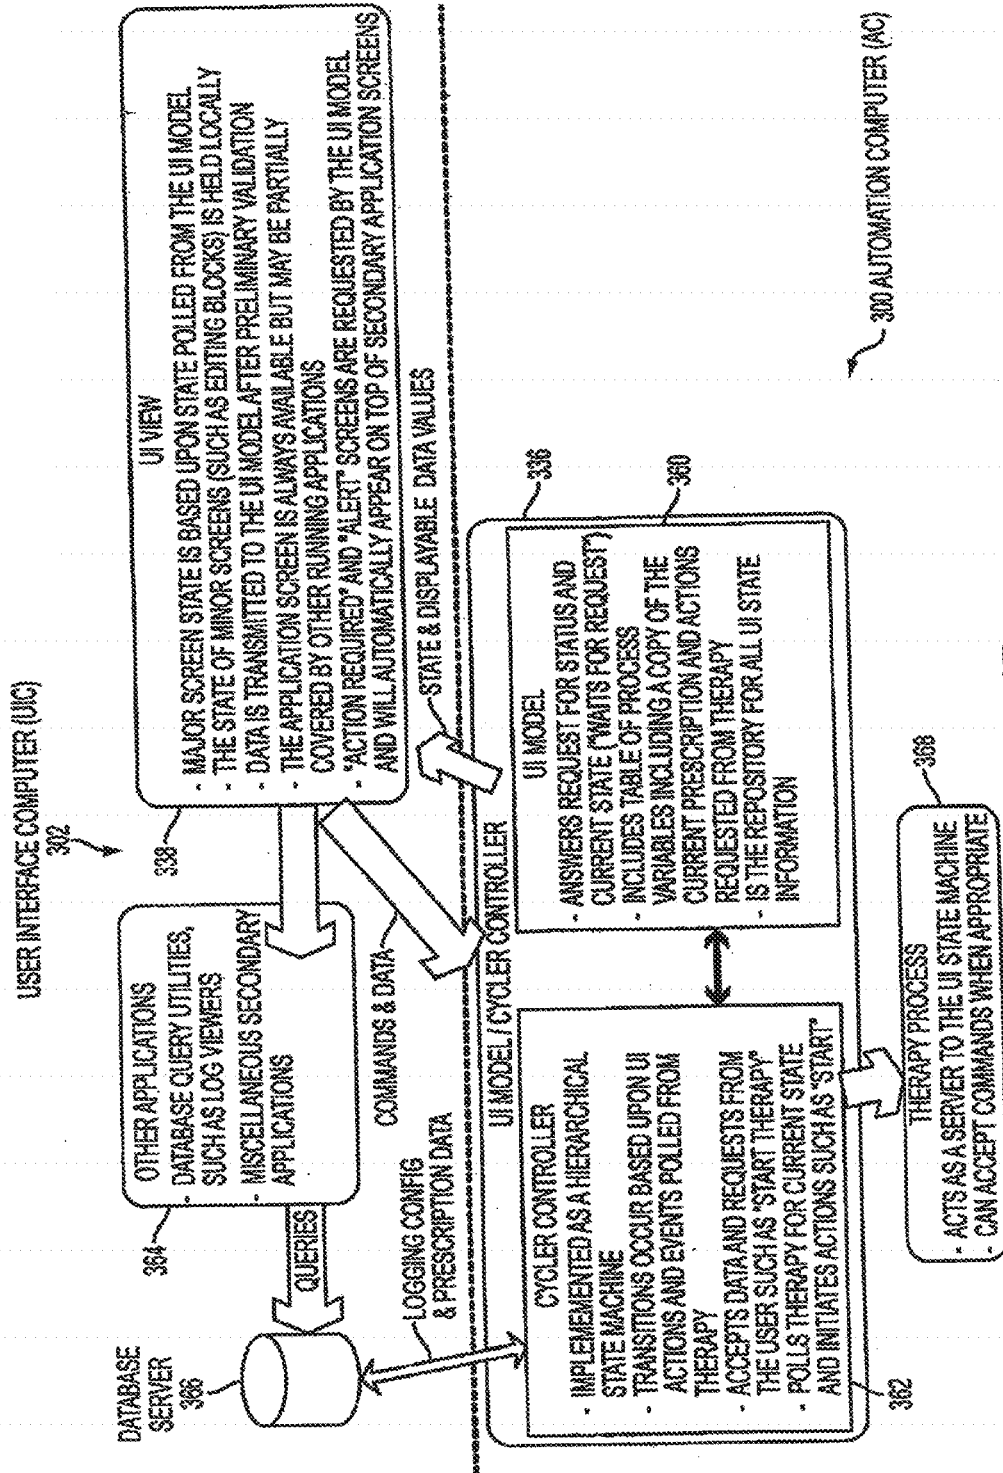 USER INTERFACE COMPUTER (UIC)
302
DATABASE
SERVER
366
QUERIES
364
OTHER APPLICATIONS
- DATABASE QUERY UTILITIES,
SUCH AS LOG VIEWERS
- MISCELLANEOUS SECONDARY
APPLICATIONS
338
UI VIEW
- MAJOR SCREEN STATE IS BASED UPON STATE POLLED FROM THE UI MODEL
- THE STATE OF MINOR SCREENS (SUCH AS EDITING BLOCKS) IS HELD LOCALLY
- DATA IS TRANSMITTED TO THE UI MODEL AFTER PRELIMINARY VALIDATION
- THE APPLICATION SCREEN IS ALWAYS AVAILABLE BUT MAY BE PARTIALLY
COVERED BY OTHER RUNNING APPLICATIONS
- "ACTION REQUIRED" AND "ALERT" SCREENS ARE REQUESTED BY THE UI MODEL
AND WILL AUTOMATICALLY APPEAR ON TOP OF SECONDARY APPLICATION SCREENS
LOGGING CONFIG
& PRESCRIPTION DATA
COMMANDS & DATA
STATE & DISPLAYABLE DATA VALUES
UI MODEL / CYCLER CONTROLLER
336
CYCLER CONTROLLER
- IMPLEMENTED AS A HIERARCHICAL
STATE MACHINE
- TRANSITIONS OCCUR BASED UPON UI
ACTIONS AND EVENTS POLLED FROM
THERAPY
- ACCEPTS DATA AND REQUESTS FROM
THE USER SUCH AS "START THERAPY"
- POLLS THERAPY FOR CURRENT STATE
AND INITIATES ACTIONS SUCH AS "START"
362
UI MODEL
- ANSWERS REQUEST FOR STATUS AND
CURRENT STATE ("WAITS FOR REQUEST")
- INCLUDES TABLE OF PROCESS
VARIABLES INCLUDING A COPY OF THE
CURRENT PRESCRIPTION AND ACTIONS
REQUESTED FROM THERAPY
- IS THE REPOSITORY FOR ALL UI STATE
INFORMATION
360
300 AUTOMATION COMPUTER (AC)
368
THERAPY PROCESS
- ACTS AS A SERVER TO THE UI STATE MACHINE
- CAN ACCEPT COMMANDS WHEN APPROPRIATE